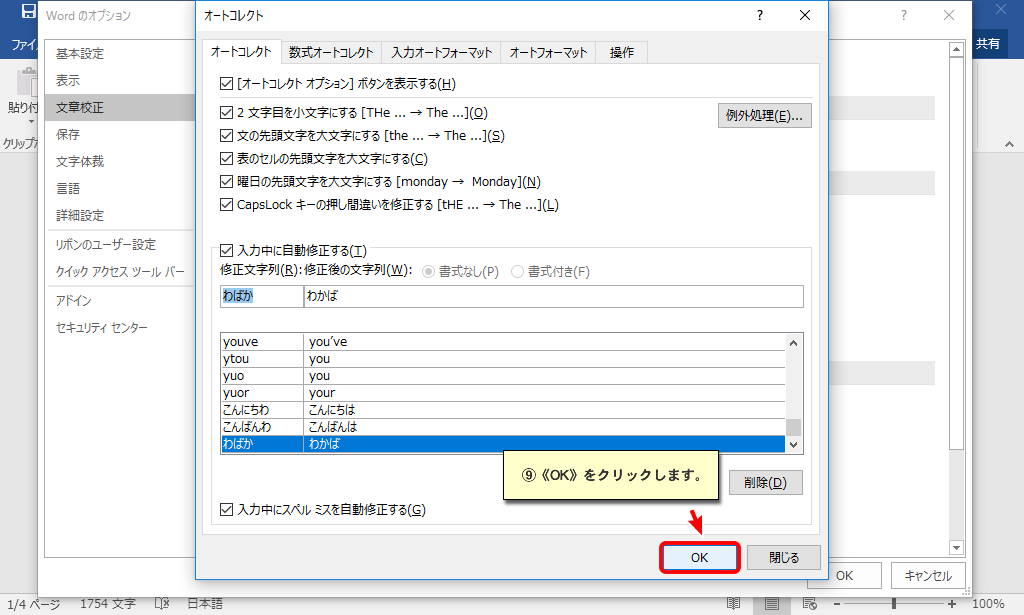 Word のオプション
オートコレクト
ファイ
共有
貼り付
クリップボ
基本設定
表示
文章校正
保存
文字体裁
言語
詳細設定
リボンのユーザー設定
クイック アクセス ツール バー
アドイン
セキュリティ センター
オートコレクト 数式オートコレクト 入力オートフォーマット オートフォーマット 操作
[オートコレクト オプション] ボタンを表示する(H)
2 文字目を小文字にする [THe ... → The ...](O)
例外処理(E)...
文の先頭文字を大文字にする [the ... → The ...](S)
表のセルの先頭文字を大文字にする(C)
曜日の先頭文字を大文字にする [monday → Monday](N)
CapsLock キーの押し間違いを修正する [tHE ... → The ...](L)
入力中に自動修正する(T)
修正文字列(R): 修正後の文字列(W): 書式なし(P) 書式付き(F)
わばか わかば
youve you've
ytou you
yuo you
yuor your
こんにちわ こんにちは
こんばんわ こんばんは
わばか わかば
⑨《OK》をクリックします。
削除(D)
入力中にスペル ミスを自動修正する(G)
OK 閉じる
OK キャンセル
1/4 ページ 1754 文字 日本語 100%